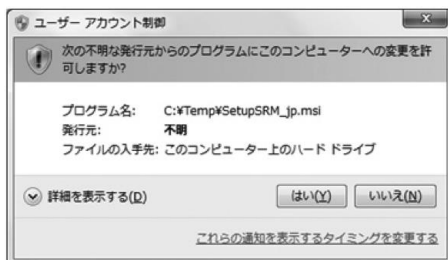 ユーザー アカウント制御
次の不明な発行元からのプログラムにこのコンピューターへの変更を許
可しますか?
プログラム名: C:¥Temp¥SetupSRM_jp.msi
発行元: 不明
ファイルの入手先: このコンピューター上のハード ドライブ
詳細を表示する(D) はい(Y) いいえ(N)
これらの通知を表示するタイミングを変更する